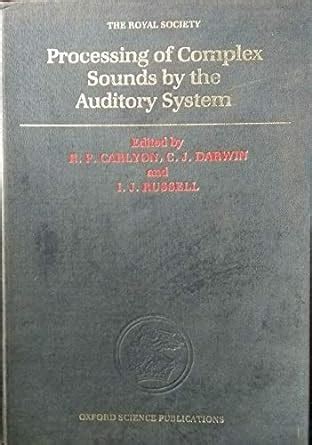 THE ROYAL SOCIETY
Processing of Complex
Sounds by the
Auditory System
Edited by
R. P. CARLYON, C. J. DARWIN
and
I. J. RUSSELL
OXFORD SCIENCE PUBLICATIONS